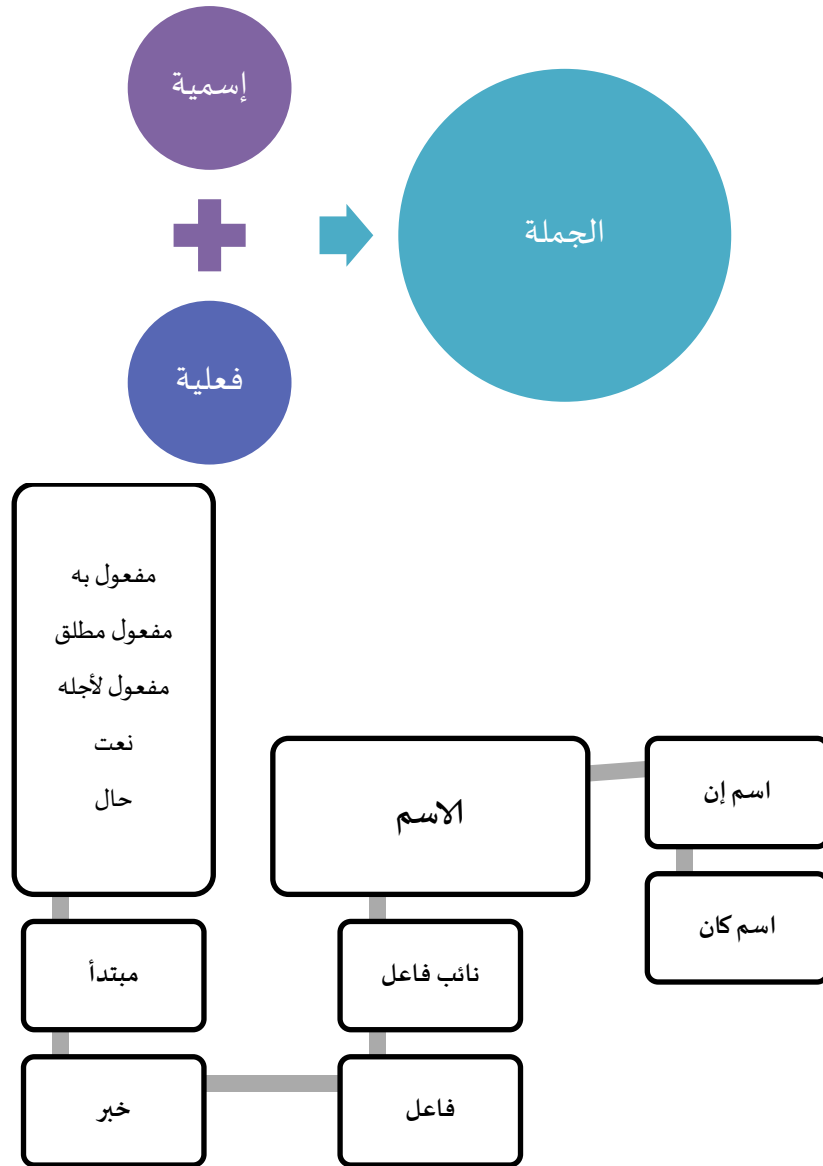 إسمية
الجملة
فعلية
مفعول به
مفعول مطلق
مفعول لأجله
نعت
حال
الاسم
اسم إن
اسم كان
نائب فاعل
مبتدأ
فاعل
خبر